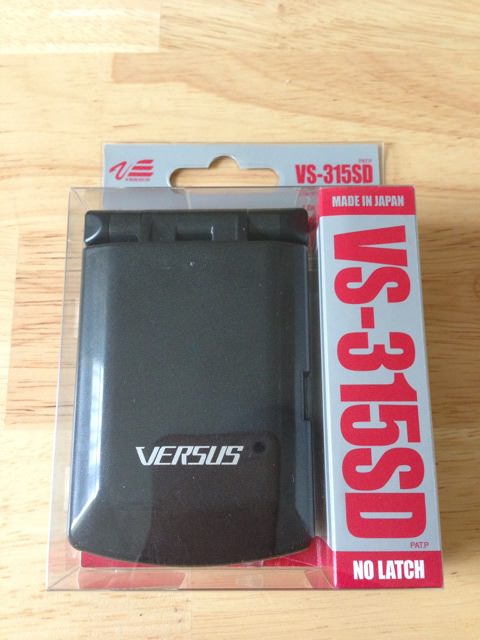 PAT.P
VS-315SD
MADE IN JAPAN
VS-315SD
PAT.P
NO LATCH
VERSUS